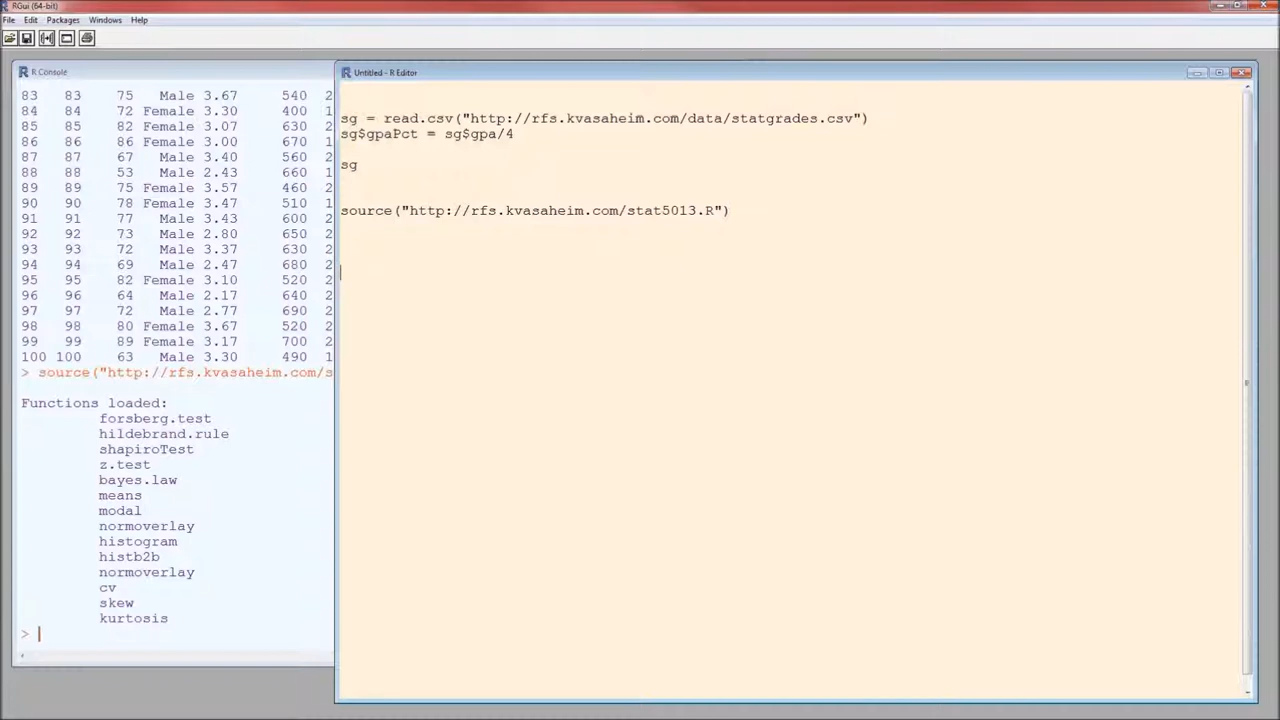 RGui (64-bit)
File Edit Packages Windows Help
R Console
83 83 75 Male 3.67 540 2
84 84 72 Female 3.30 400 1
85 85 82 Female 3.07 630 2
86 86 86 Female 3.00 670 1
87 87 67 Male 3.40 560 2
88 88 53 Male 2.43 660 1
89 89 75 Female 3.57 460 2
90 90 78 Female 3.47 510 1
91 91 77 Male 3.43 600 2
92 92 73 Male 2.80 650 2
93 93 72 Male 3.37 630 2
94 94 69 Male 2.47 680 2
95 95 82 Female 3.10 520 2
96 96 64 Male 2.17 640 2
97 97 72 Male 2.77 690 2
98 98 80 Female 3.67 520 2
99 99 89 Female 3.17 700 2
100 100 63 Male 3.30 490 1
> source("http://rfs.kvasaheim.com/s
Functions loaded:
forsberg.test
hildebrand.rule
shapiroTest
z.test
bayes.law
means
modal
normoverlay
histogram
histb2b
normoverlay
cv
skew
kurtosis
>
Untitled - R Editor
sg = read.csv("http://rfs.kvasaheim.com/data/statgrades.csv")
sg$gpaPct = sg$gpa/4
sg
source("http://rfs.kvasaheim.com/stat5013.R")